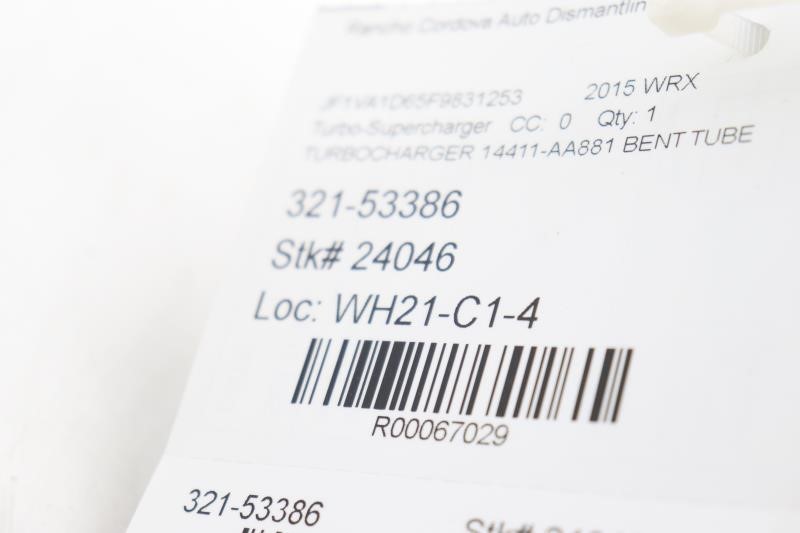 Rancho Cordova Auto Dismantlin
JF1VA1D65F9831253 2015 WRX
Turbo-Supercharger CC: 0 Qty: 1
TURBOCHARGER 14411-AA881 BENT TUBE
321-53386
Stk# 24046
Loc: WH21-C1-4
R00067029
321-53386 Stk#